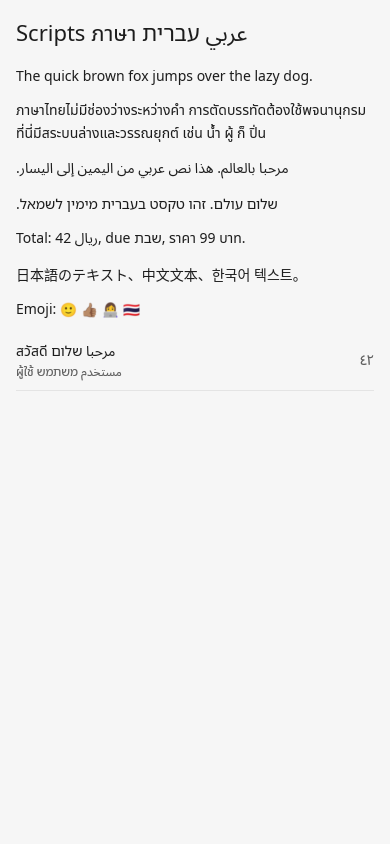 Scripts ภาษา עברית عربي
The quick brown fox jumps over the lazy dog.
ภาษาไทยไม่มีช่องว่างระหว่างคำ การตัดบรรทัดต้องใช้พจนานุกรม
ที่นี่มีสระบนล่างและวรรณยุกต์ เช่น น้ำ ผู้ ก็ ปิ่น
مرحبا بالعالم. هذا نص عربي من اليمين إلى اليسار.
שלום עולם. זהו טקסט בעברית מימין לשמאל.
Total: 42 ريال, due שבת, ราคา 99 บาท.
日本語のテキスト、中文文本、한국어 텍스트。
Emoji: 🙂 👍🏽 👩‍💻 🇹🇭
สวัสดี שלום مرحبا
ผู้ใช้ משתמש مستخدم
٤٢